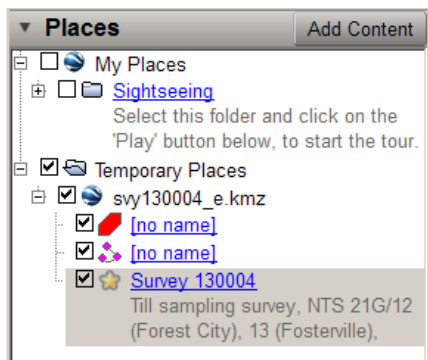 Places
Add Content
My Places
Sightseeing
Select this folder and click on the
'Play' button below, to start the tour.
Temporary Places
svy130004_e.kmz
[no name]
[no name]
Survey 130004
Till sampling survey, NTS 21G/12
(Forest City), 13 (Fosterville),